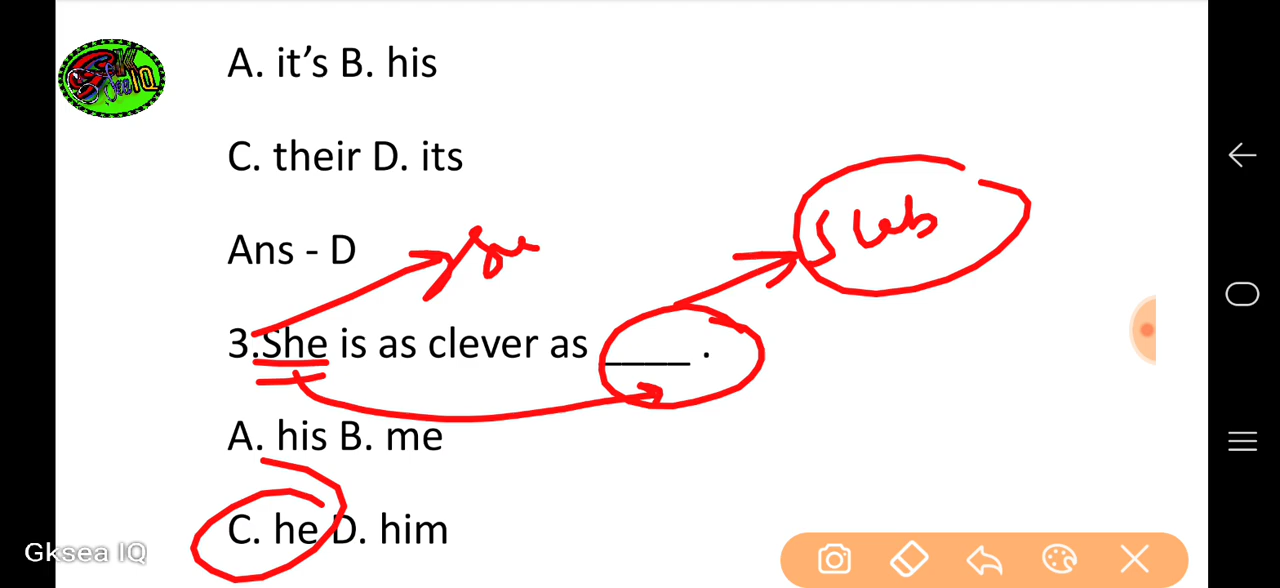 A. it's B. his
C. their D. its
Ans - D
3.She is as clever as ____ .
A. his B. me
C. he D. him
Gksea IQ